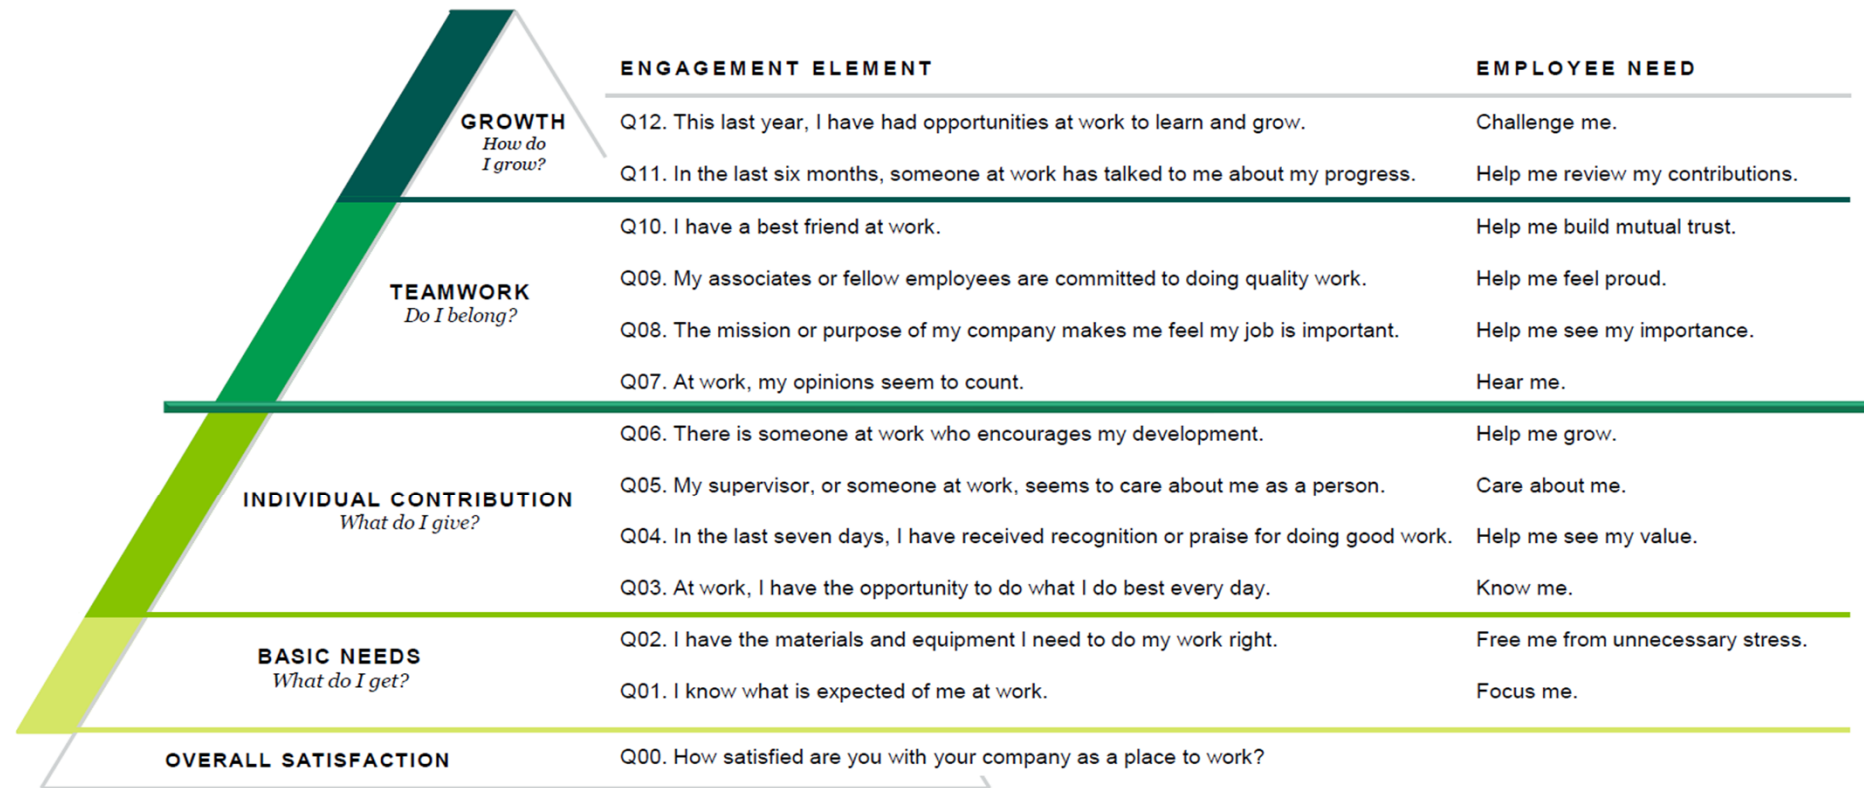 ENGAGEMENT ELEMENT EMPLOYEE NEED
GROWTH
How do
I grow?
Q12. This last year, I have had opportunities at work to learn and grow. Challenge me.
Q11. In the last six months, someone at work has talked to me about my progress. Help me review my contributions.
TEAMWORK
Do I belong?
Q10. I have a best friend at work. Help me build mutual trust.
Q09. My associates or fellow employees are committed to doing quality work. Help me feel proud.
Q08. The mission or purpose of my company makes me feel my job is important. Help me see my importance.
Q07. At work, my opinions seem to count. Hear me.
INDIVIDUAL CONTRIBUTION
What do I give?
Q06. There is someone at work who encourages my development. Help me grow.
Q05. My supervisor, or someone at work, seems to care about me as a person. Care about me.
Q04. In the last seven days, I have received recognition or praise for doing good work. Help me see my value.
Q03. At work, I have the opportunity to do what I do best every day. Know me.
BASIC NEEDS
What do I get?
Q02. I have the materials and equipment I need to do my work right. Free me from unnecessary stress.
Q01. I know what is expected of me at work. Focus me.
OVERALL SATISFACTION
Q00. How satisfied are you with your company as a place to work?